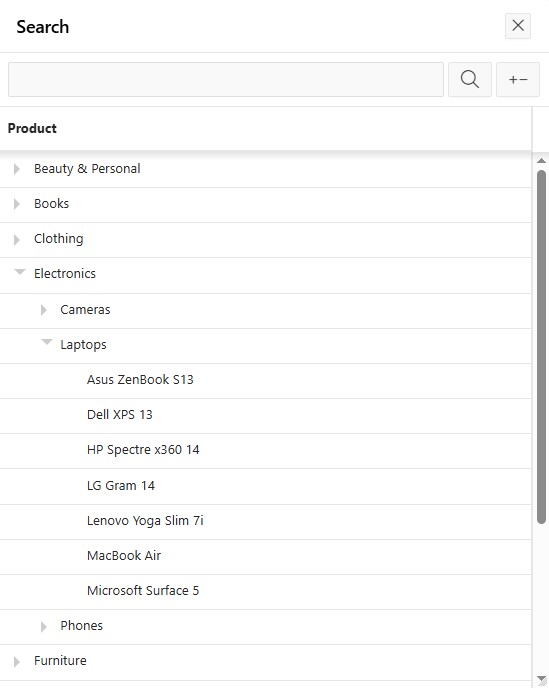 Search
+−
Product
Beauty & Personal
Books
Clothing
Electronics
Cameras
Laptops
Asus ZenBook S13
Dell XPS 13
HP Spectre x360 14
LG Gram 14
Lenovo Yoga Slim 7i
MacBook Air
Microsoft Surface 5
Phones
Furniture